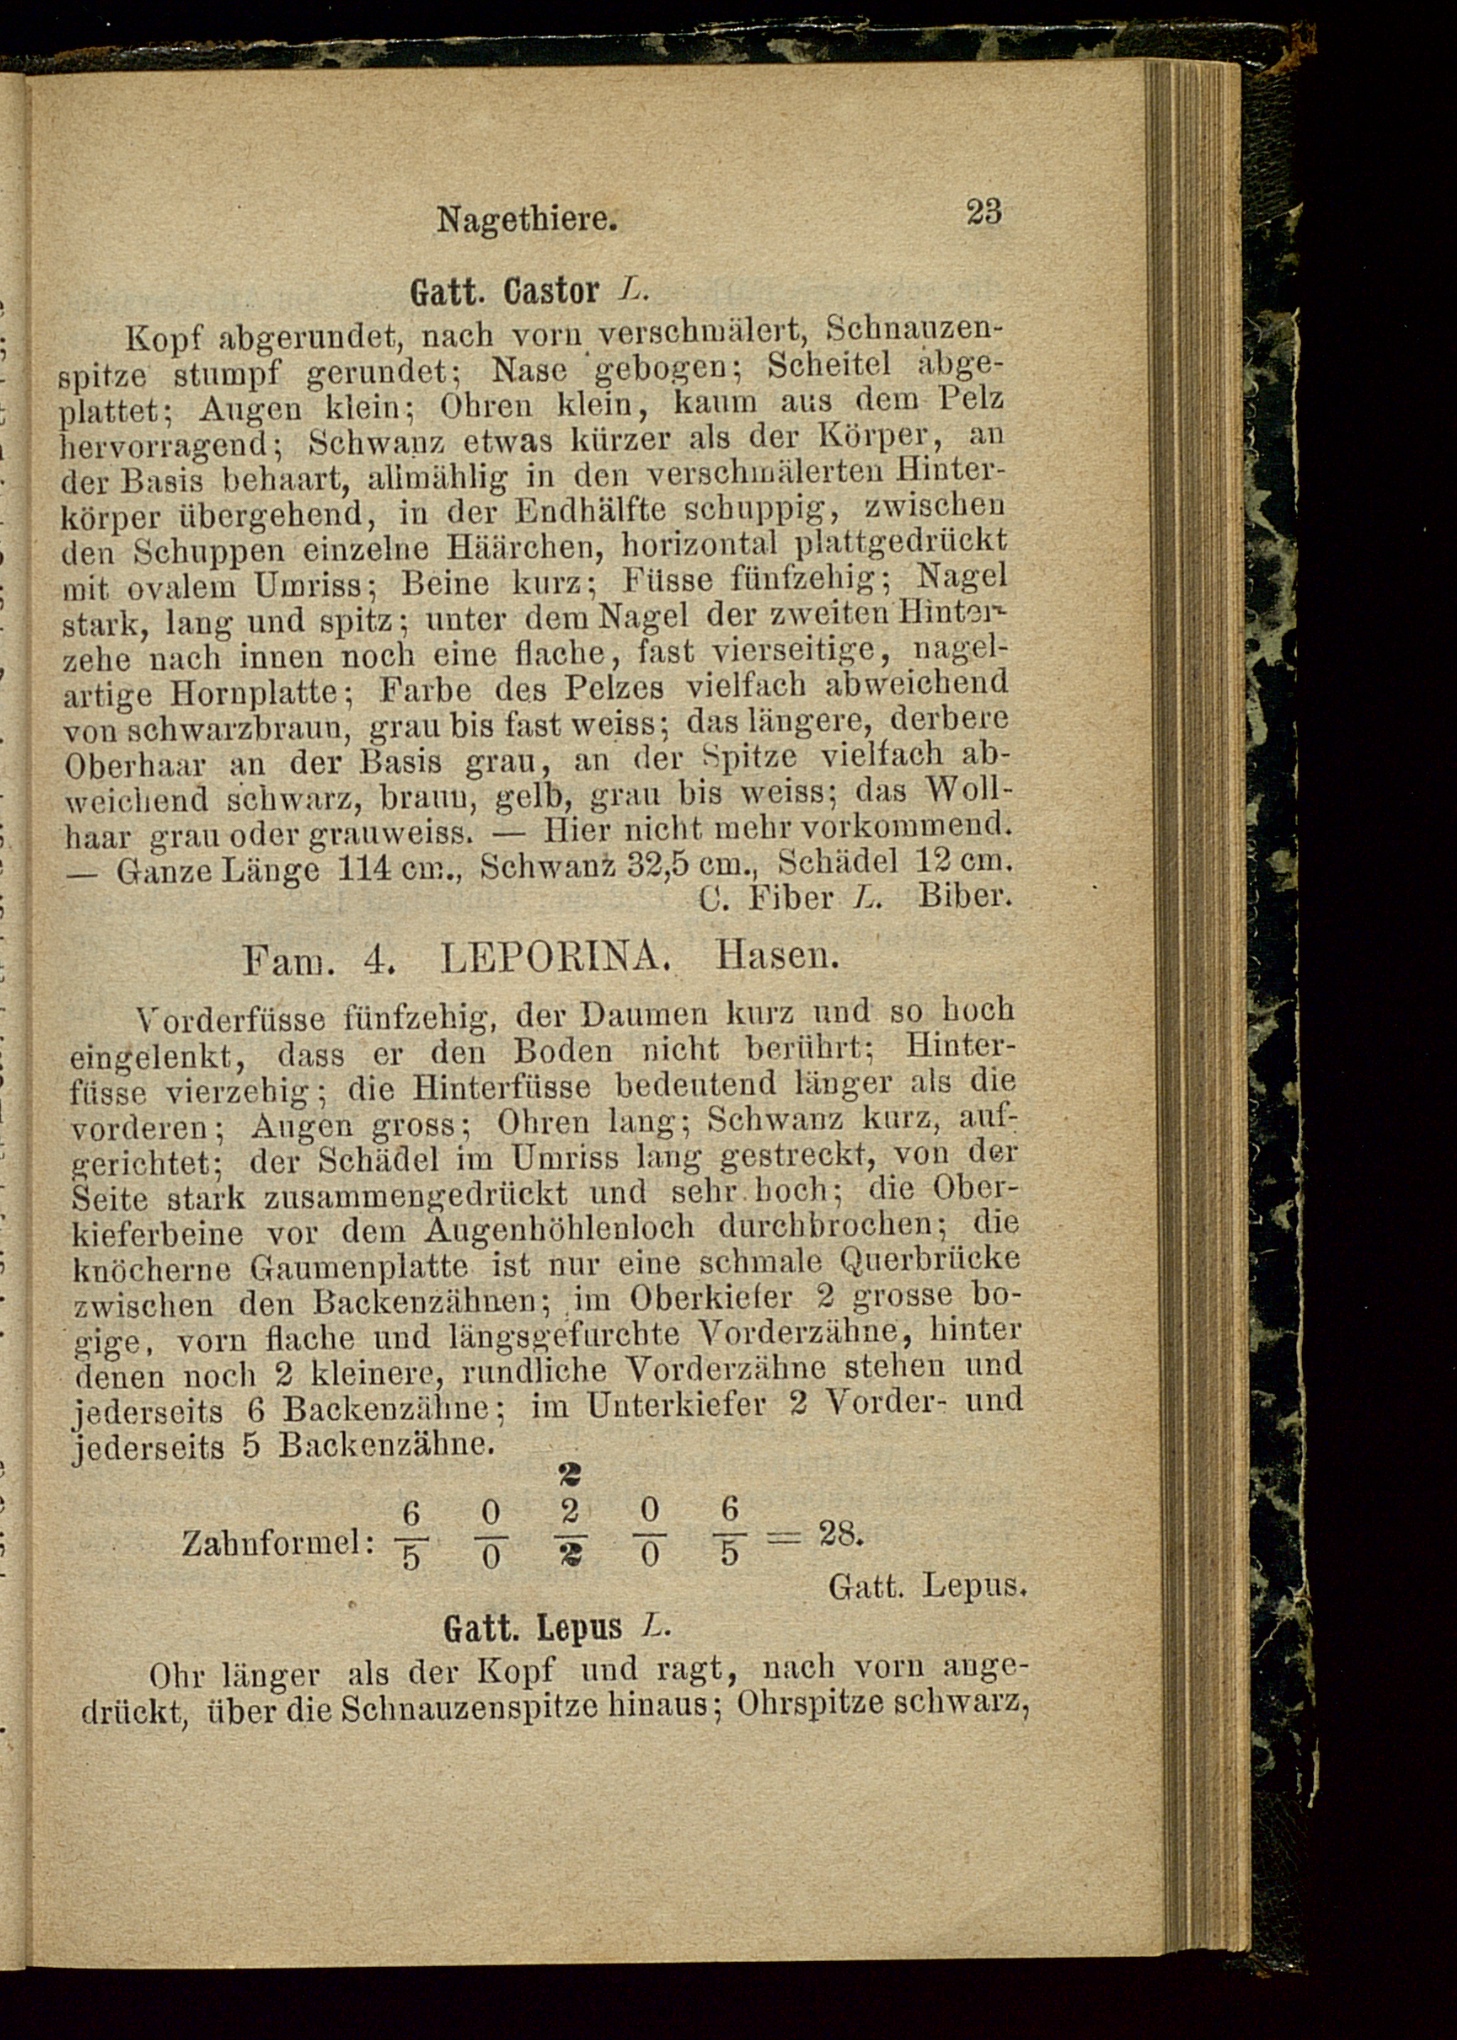 Nagethiere. 23
Gatt. Castor L.
Kopf abgerundet, nach vorn verschmälert, Schnauzen-
spitze stumpf gerundet; Nase gebogen; Scheitel abge-
plattet; Augen klein; Ohren klein, kaum aus dem Pelz
hervorragend; Schwanz etwas kürzer als der Körper, an
der Basis behaart, allmählig in den verschmälerten Hinter-
körper übergehend, in der Endhälfte schuppig, zwischen
den Schuppen einzelne Häärchen, horizontal plattgedrückt
mit ovalem Umriss; Beine kurz; Füsse fünfzehig; Nagel
stark, lang und spitz; unter dem Nagel der zweiten Hinter-
zehe nach innen noch eine flache, fast vierseitige, nagel-
artige Hornplatte; Farbe des Pelzes vielfach abweichend
von schwarzbraun, grau bis fast weiss; das längere, derbere
Oberhaar an der Basis grau, an der Spitze vielfach ab-
weichend schwarz, braun, gelb, grau bis weiss; das Woll-
haar grau oder grauweiss. — Hier nicht mehr vorkommend.
— Ganze Länge 114 cm., Schwanz 32,5 cm., Schädel 12 cm.
C. Fiber L. Biber.
Fam. 4. LEPORINA. Hasen.
Vorderfüsse fünfzehig, der Daumen kurz und so hoch
eingelenkt, dass er den Boden nicht berührt; Hinter-
füsse vierzehig; die Hinterfüsse bedeutend länger als die
vorderen; Augen gross; Ohren lang; Schwanz kurz, auf-
gerichtet; der Schädel im Umriss lang gestreckt, von der
Seite stark zusammengedrückt und sehr hoch; die Ober-
kieferbeine vor dem Augenhöhlenloch durchbrochen; die
knöcherne Gaumenplatte ist nur eine schmale Querbrücke
zwischen den Backenzähnen; im Oberkiefer 2 grosse bo-
gige, vorn flache und längsgefurchte Vorderzähne, hinter
denen noch 2 kleinere, rundliche Vorderzähne stehen und
jederseits 6 Backenzähne; im Unterkiefer 2 Vorder- und
jederseits 5 Backenzähne.
2
6 0 2 0 6
Zahnformel: — — — — — = 28.
5 0 2 0 5
Gatt. Lepus.
Gatt. Lepus L.
Ohr länger als der Kopf und ragt, nach vorn ange-
drückt, über die Schnauzenspitze hinaus; Ohrspitze schwarz,